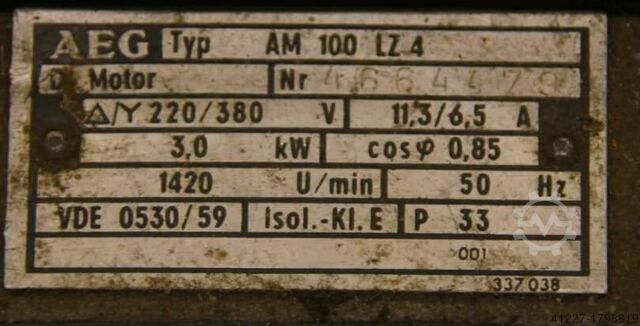 AEG Typ AM 100 LZ 4
D Motor Nr 4664479
Δ/Y 220/380 V 11,3/6,5 A
3,0 kW cosφ 0,85
1420 U/min 50 Hz
VDE 0530/59 Isol.-Kl. E P 33
001
337 038